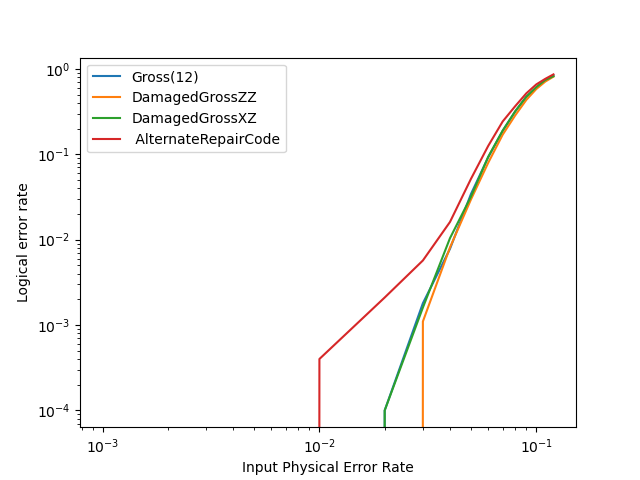 Gross(12)
DamagedGrossZZ
DamagedGrossXZ
AlternateRepairCode
10⁰
10⁻¹
10⁻²
10⁻³
10⁻⁴
Logical error rate
10⁻³ 10⁻² 10⁻¹
Input Physical Error Rate